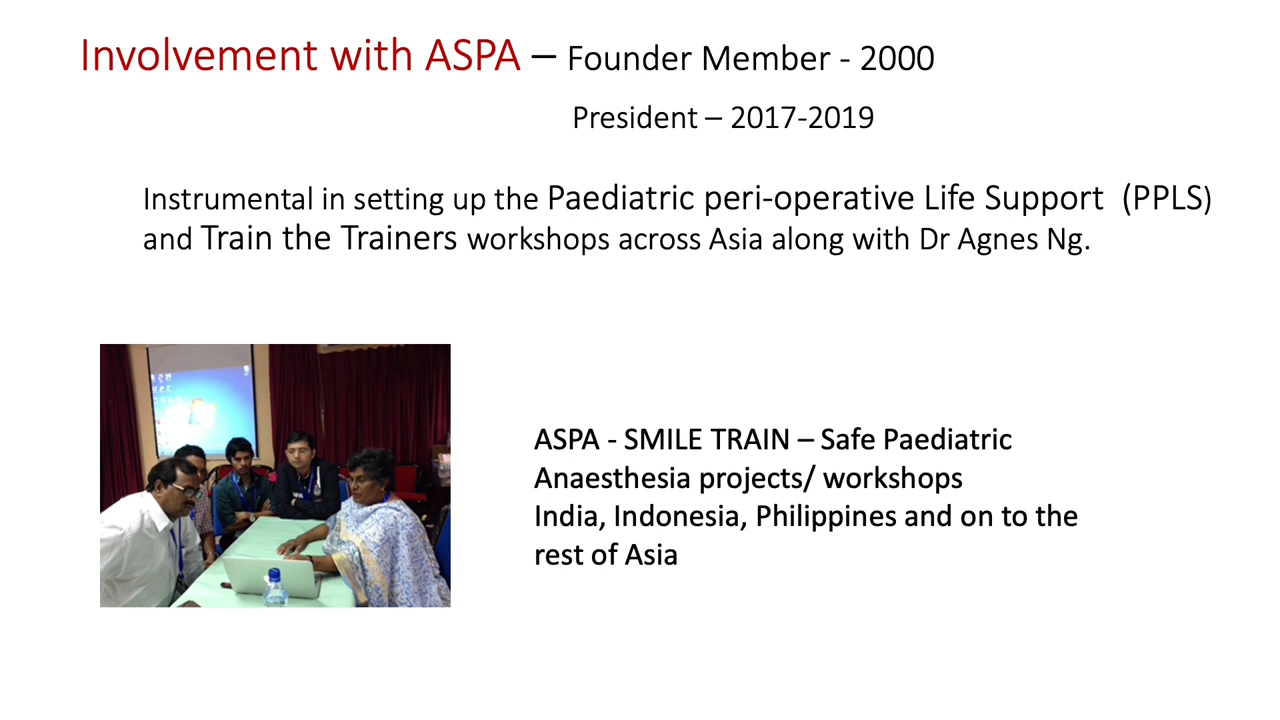 Involvement with ASPA – Founder Member - 2000
President – 2017-2019
Instrumental in setting up the Paediatric peri-operative Life Support (PPLS)
and Train the Trainers workshops across Asia along with Dr Agnes Ng.
ASPA - SMILE TRAIN – Safe Paediatric
Anaesthesia projects/ workshops
India, Indonesia, Philippines and on to the
rest of Asia